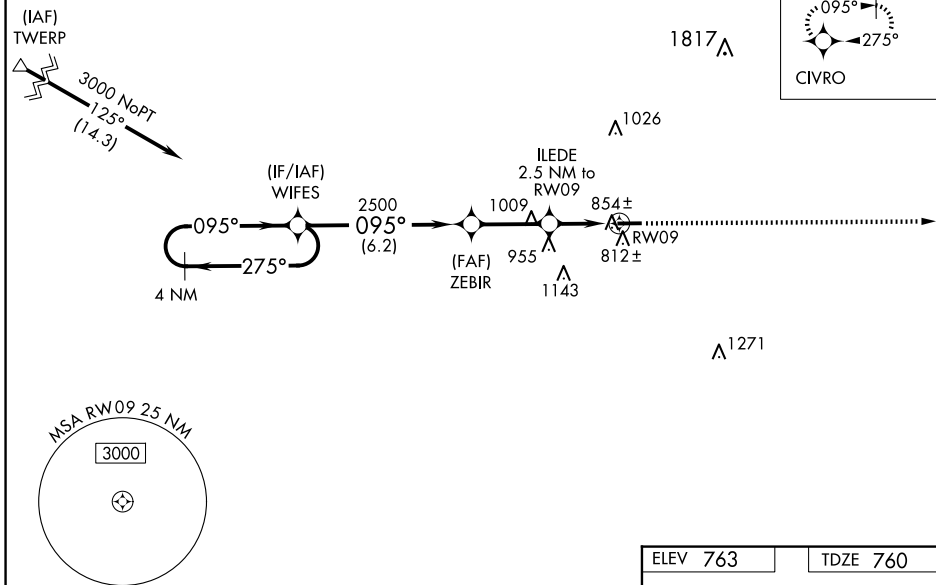 (IAF)
TWERP
3000 NoPT
125°
(14.3)
095°
275°
CIVRO
1817
1026
(IF/IAF)
WIFES
ILEDE
2.5 NM to
RW09
095°
2500
095°
(6.2)
1009
854±
RW09
955
812±
275°
4 NM
(FAF)
ZEBIR
1143
1271
MSA RW09 25 NM
3000
ELEV 763
TDZE 760